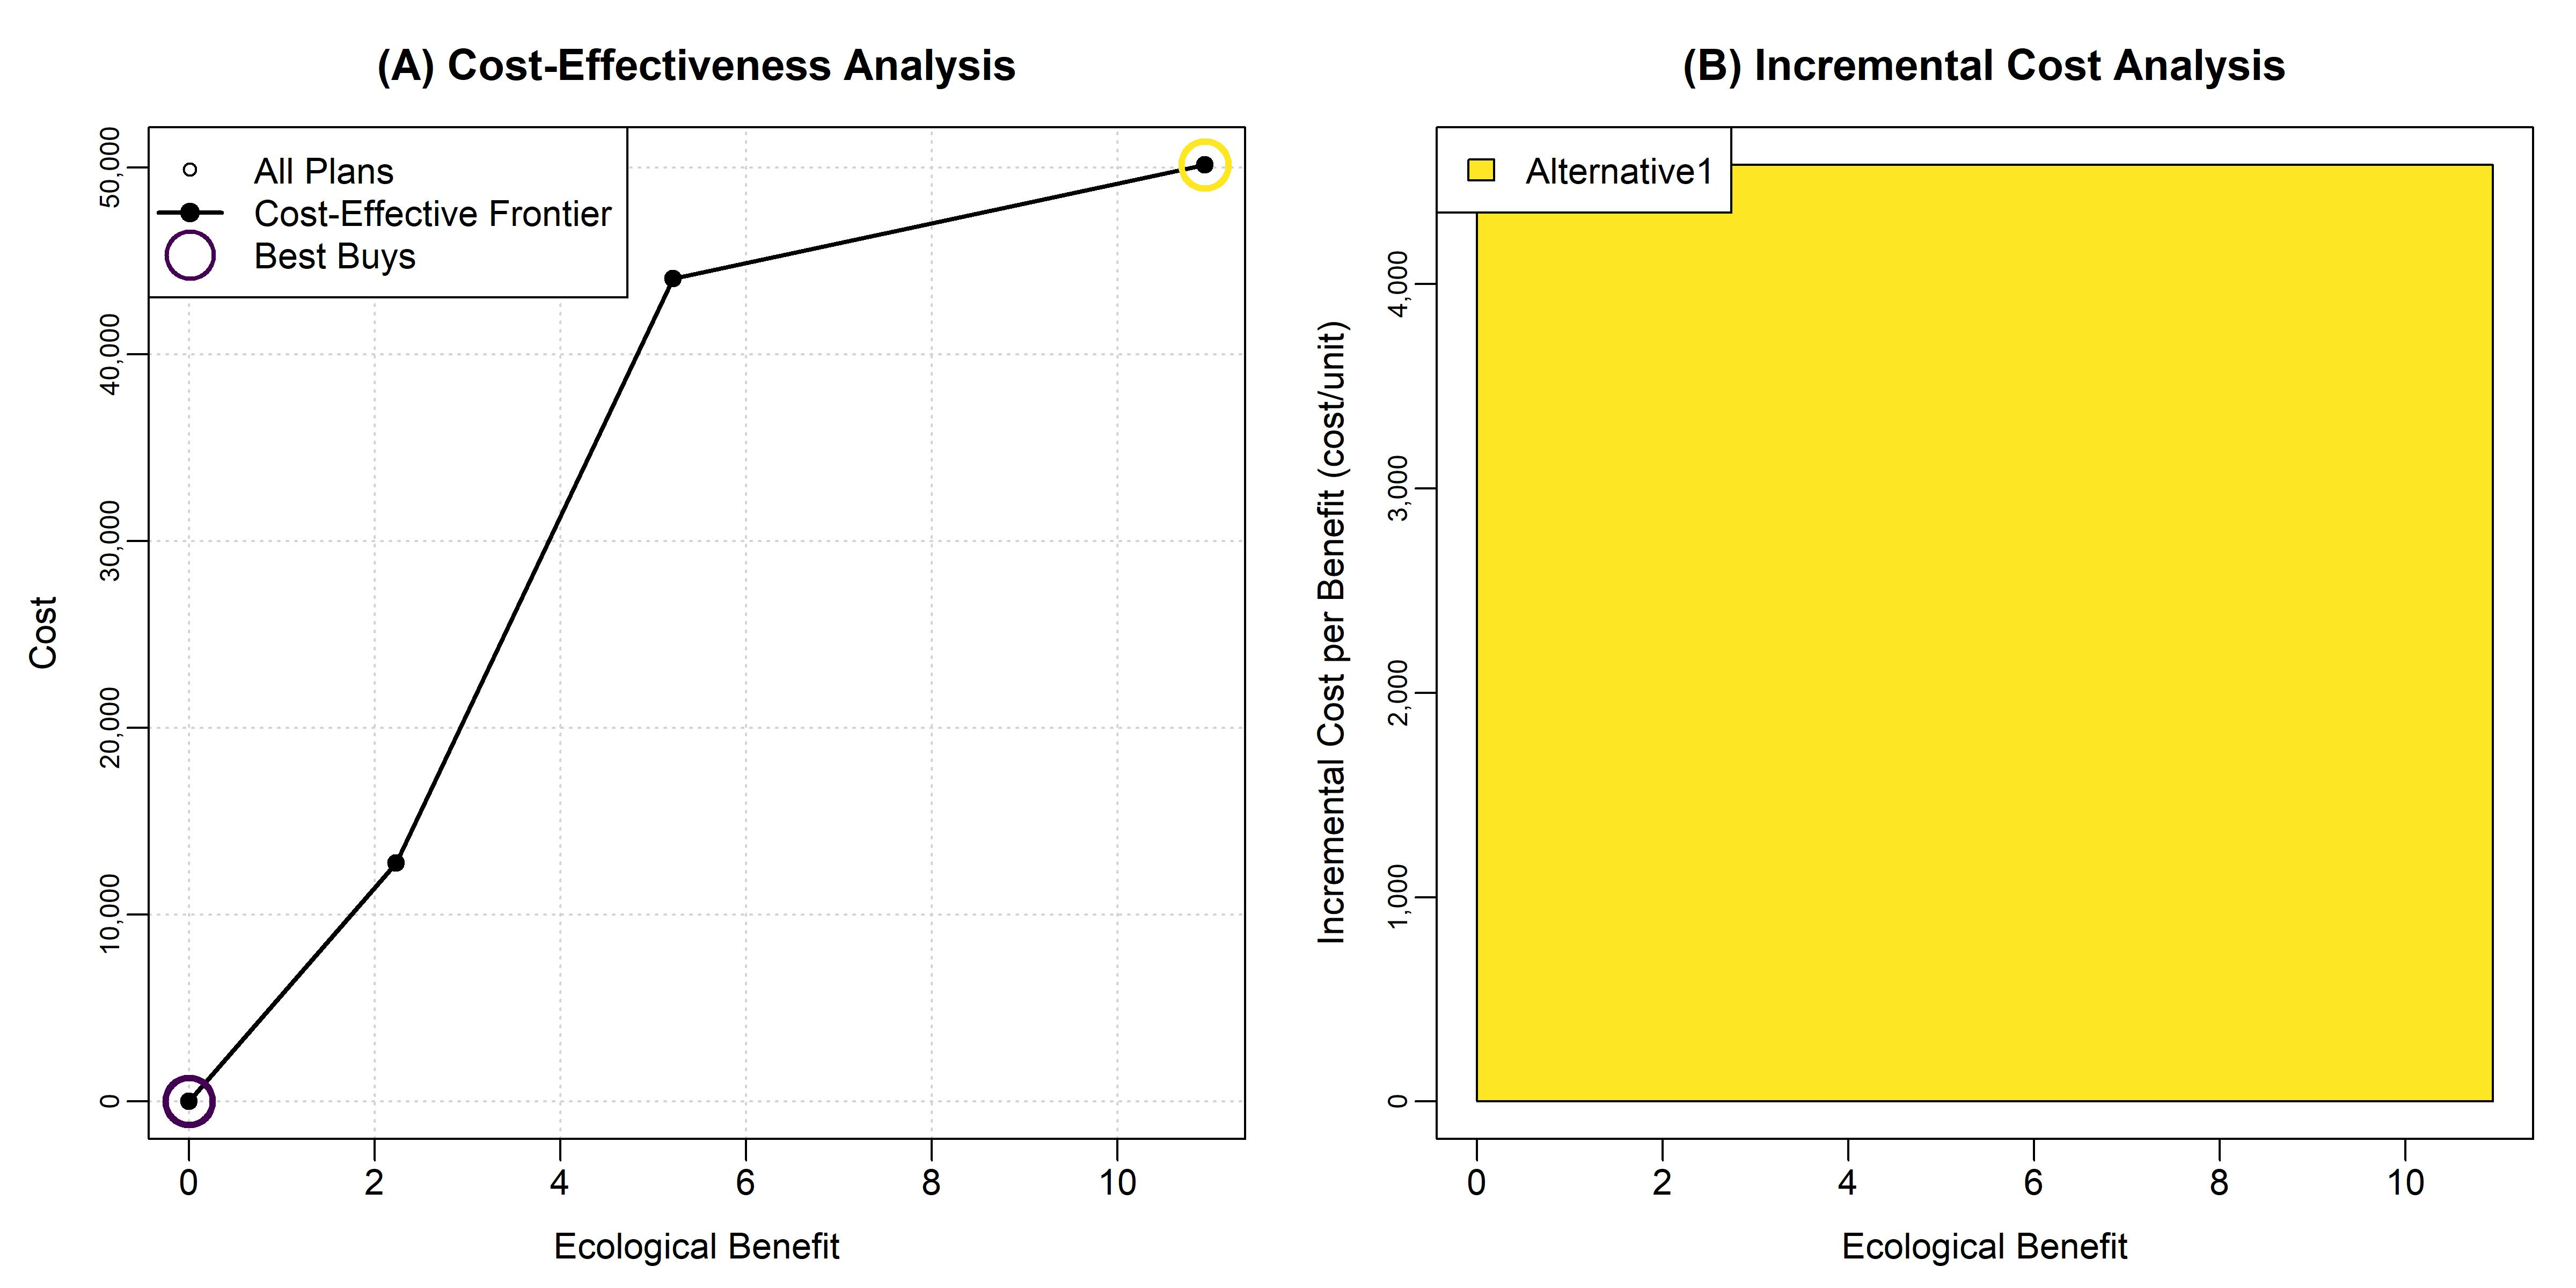 (A) Cost-Effectiveness Analysis
All Plans
Cost-Effective Frontier
Best Buys
Cost
50,000
40,000
30,000
20,000
10,000
0
0 2 4 6 8 10
Ecological Benefit
(B) Incremental Cost Analysis
Alternative1
Incremental Cost per Benefit (cost/unit)
4,000
3,000
2,000
1,000
0
0 2 4 6 8 10
Ecological Benefit